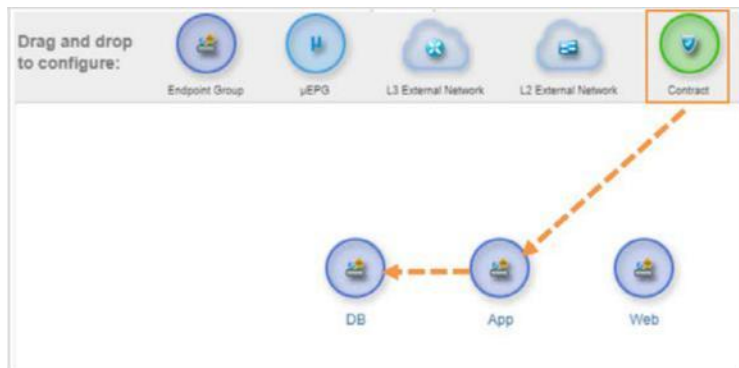 Drag and drop
to configure:
Endpoint Group
μEPG
L3 External Network
L2 External Network
Contract
DB
App
Web